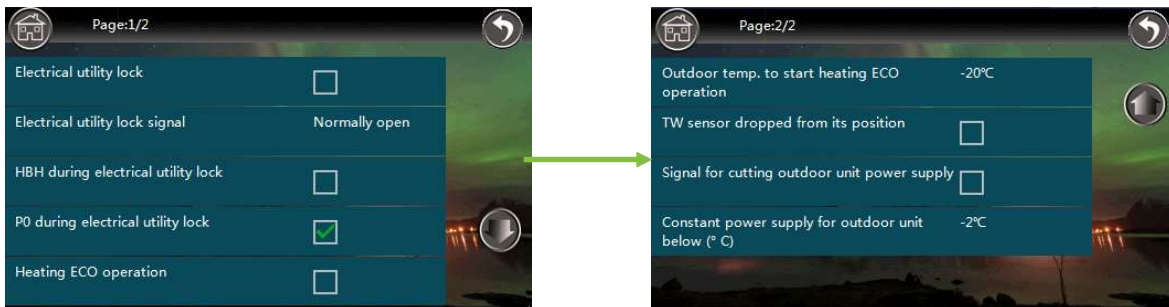 Page:1/2
Electrical utility lock
Electrical utility lock signal Normally open
HBH during electrical utility lock
P0 during electrical utility lock
Heating ECO operation
Page:2/2
Outdoor temp. to start heating ECO -20℃
operation
TW sensor dropped from its position
Signal for cutting outdoor unit power supply
Constant power supply for outdoor unit -2℃
below (° C)